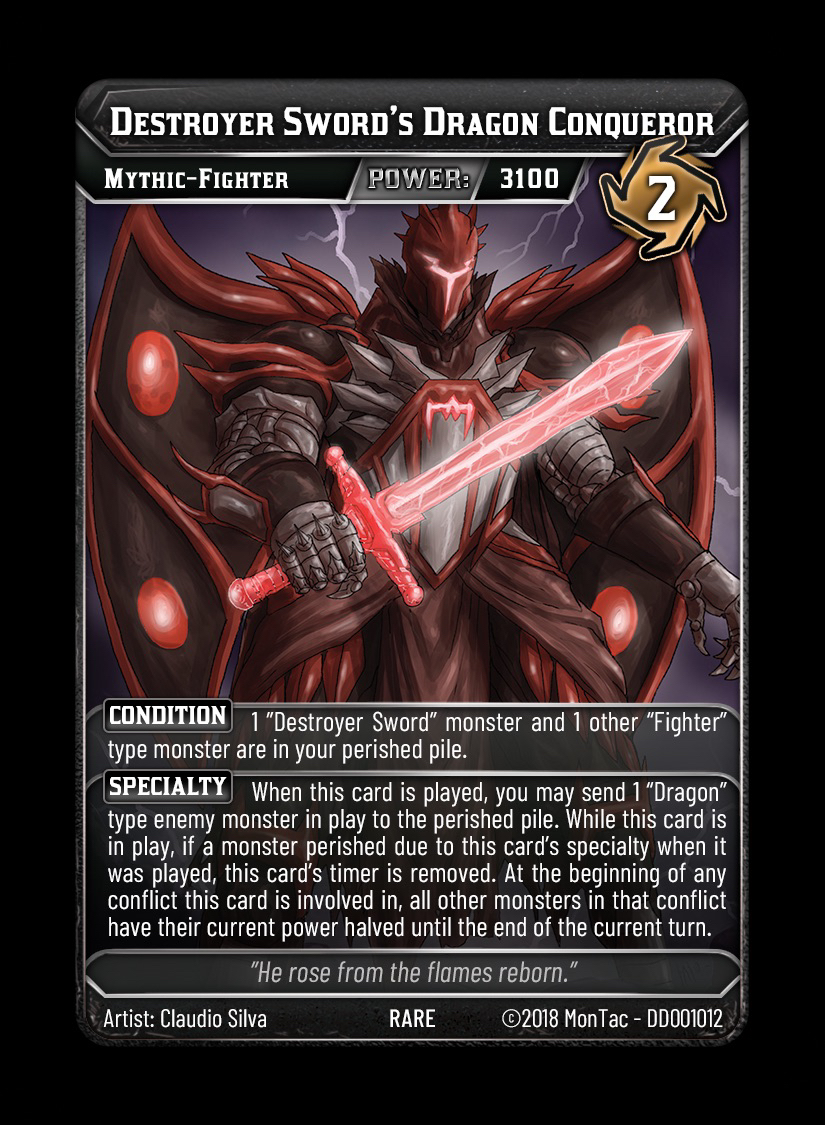 DESTROYER SWORD'S DRAGON CONQUEROR
MYTHIC-FIGHTER POWER: 3100 2
CONDITION 1 "Destroyer Sword" monster and 1 other "Fighter"
type monster are in your perished pile.
SPECIALTY When this card is played, you may send 1 "Dragon"
type enemy monster in play to the perished pile. While this card is
in play, if a monster perished due to this card's specialty when it
was played, this card's timer is removed. At the beginning of any
conflict this card is involved in, all other monsters in that conflict
have their current power halved until the end of the current turn.
"He rose from the flames reborn."
Artist: Claudio Silva RARE ©2018 MonTac - DD001012